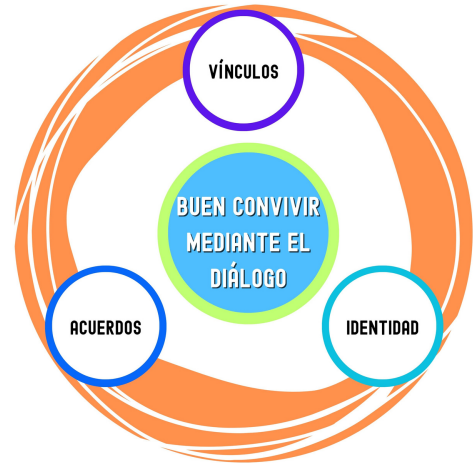 VÍNCULOS
BUEN CONVIVIR
MEDIANTE EL
DIÁLOGO
ACUERDOS
IDENTIDAD